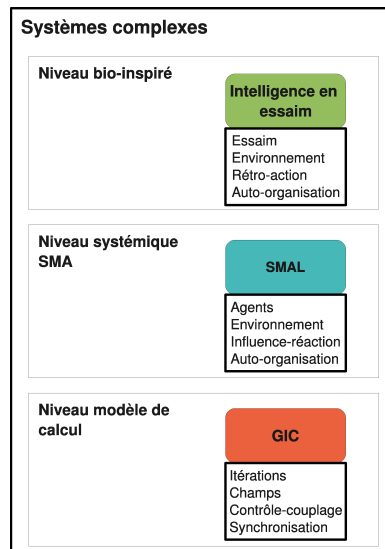 Systèmes complexes
Niveau bio-inspiré
Intelligence en
essaim
Essaim
Environnement
Rétro-action
Auto-organisation
Niveau systémique
SMA
SMAL
Agents
Environnement
Influence-réaction
Auto-organisation
Niveau modèle de
calcul
GIC
Itérations
Champs
Contrôle-couplage
Synchronisation